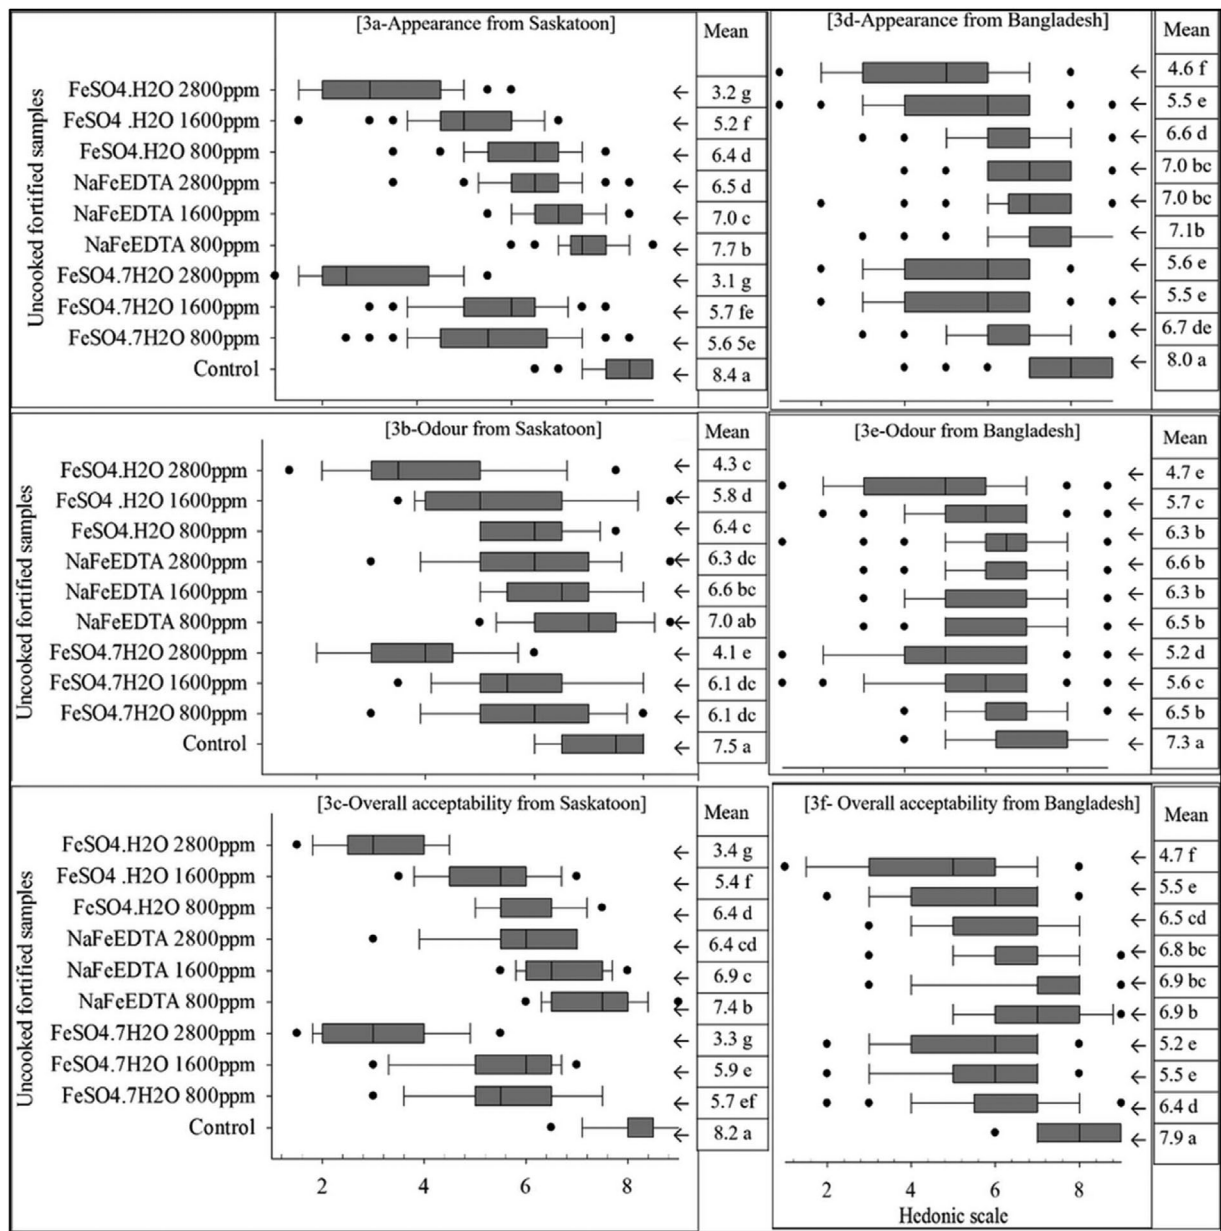 [3a-Appearance from Saskatoon]
Mean
Uncooked fortified samples
FeSO4.H2O 2800ppm
3.2 g
FeSO4 .H2O 1600ppm
5.2 f
FeSO4.H2O 800ppm
6.4 d
NaFeEDTA 2800ppm
6.5 d
NaFeEDTA 1600ppm
7.0 c
NaFeEDTA 800ppm
7.7 b
FeSO4.7H2O 2800ppm
3.1 g
FeSO4.7H2O 1600ppm
5.7 fe
FeSO4.7H2O 800ppm
5.6 5e
Control
8.4 a
[3d-Appearance from Bangladesh]
Mean
4.6 f
5.5 e
6.6 d
7.0 bc
7.0 bc
7.1b
5.6 e
5.5 e
6.7 de
8.0 a
[3b-Odour from Saskatoon]
Mean
Uncooked fortified samples
FeSO4.H2O 2800ppm
4.3 c
FeSO4 .H2O 1600ppm
5.8 d
FeSO4.H2O 800ppm
6.4 c
NaFeEDTA 2800ppm
6.3 dc
NaFeEDTA 1600ppm
6.6 bc
NaFeEDTA 800ppm
7.0 ab
FeSO4.7H2O 2800ppm
4.1 e
FeSO4.7H2O 1600ppm
6.1 dc
FeSO4.7H2O 800ppm
6.1 dc
Control
7.5 a
[3e-Odour from Bangladesh]
Mean
4.7 e
5.7 c
6.3 b
6.6 b
6.3 b
6.5 b
5.2 d
5.6 c
6.5 b
7.3 a
[3c-Overall acceptability from Saskatoon]
Mean
Uncooked fortified samples
FeSO4.H2O 2800ppm
3.4 g
FeSO4 .H2O 1600ppm
5.4 f
FeSO4.H2O 800ppm
6.4 d
NaFeEDTA 2800ppm
6.4 cd
NaFeEDTA 1600ppm
6.9 c
NaFeEDTA 800ppm
7.4 b
FeSO4.7H2O 2800ppm
3.3 g
FeSO4.7H2O 1600ppm
5.9 e
FeSO4.7H2O 800ppm
5.7 ef
Control
8.2 a
2 4 6 8
[3f- Overall acceptability from Bangladesh]
Mean
4.7 f
5.5 e
6.5 cd
6.8 bc
6.9 bc
6.9 b
5.2 e
5.5 e
6.4 d
7.9 a
2 4 6 8
Hedonic scale